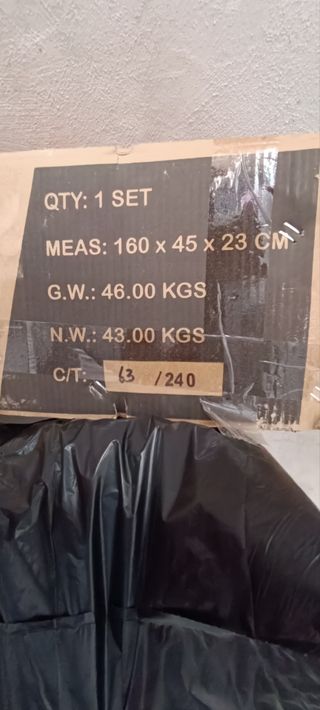 QTY: 1 SET
MEAS: 160 x 45 x 23 CM
G.W.: 46.00 KGS
N.W.: 43.00 KGS
C/T: 63 /240